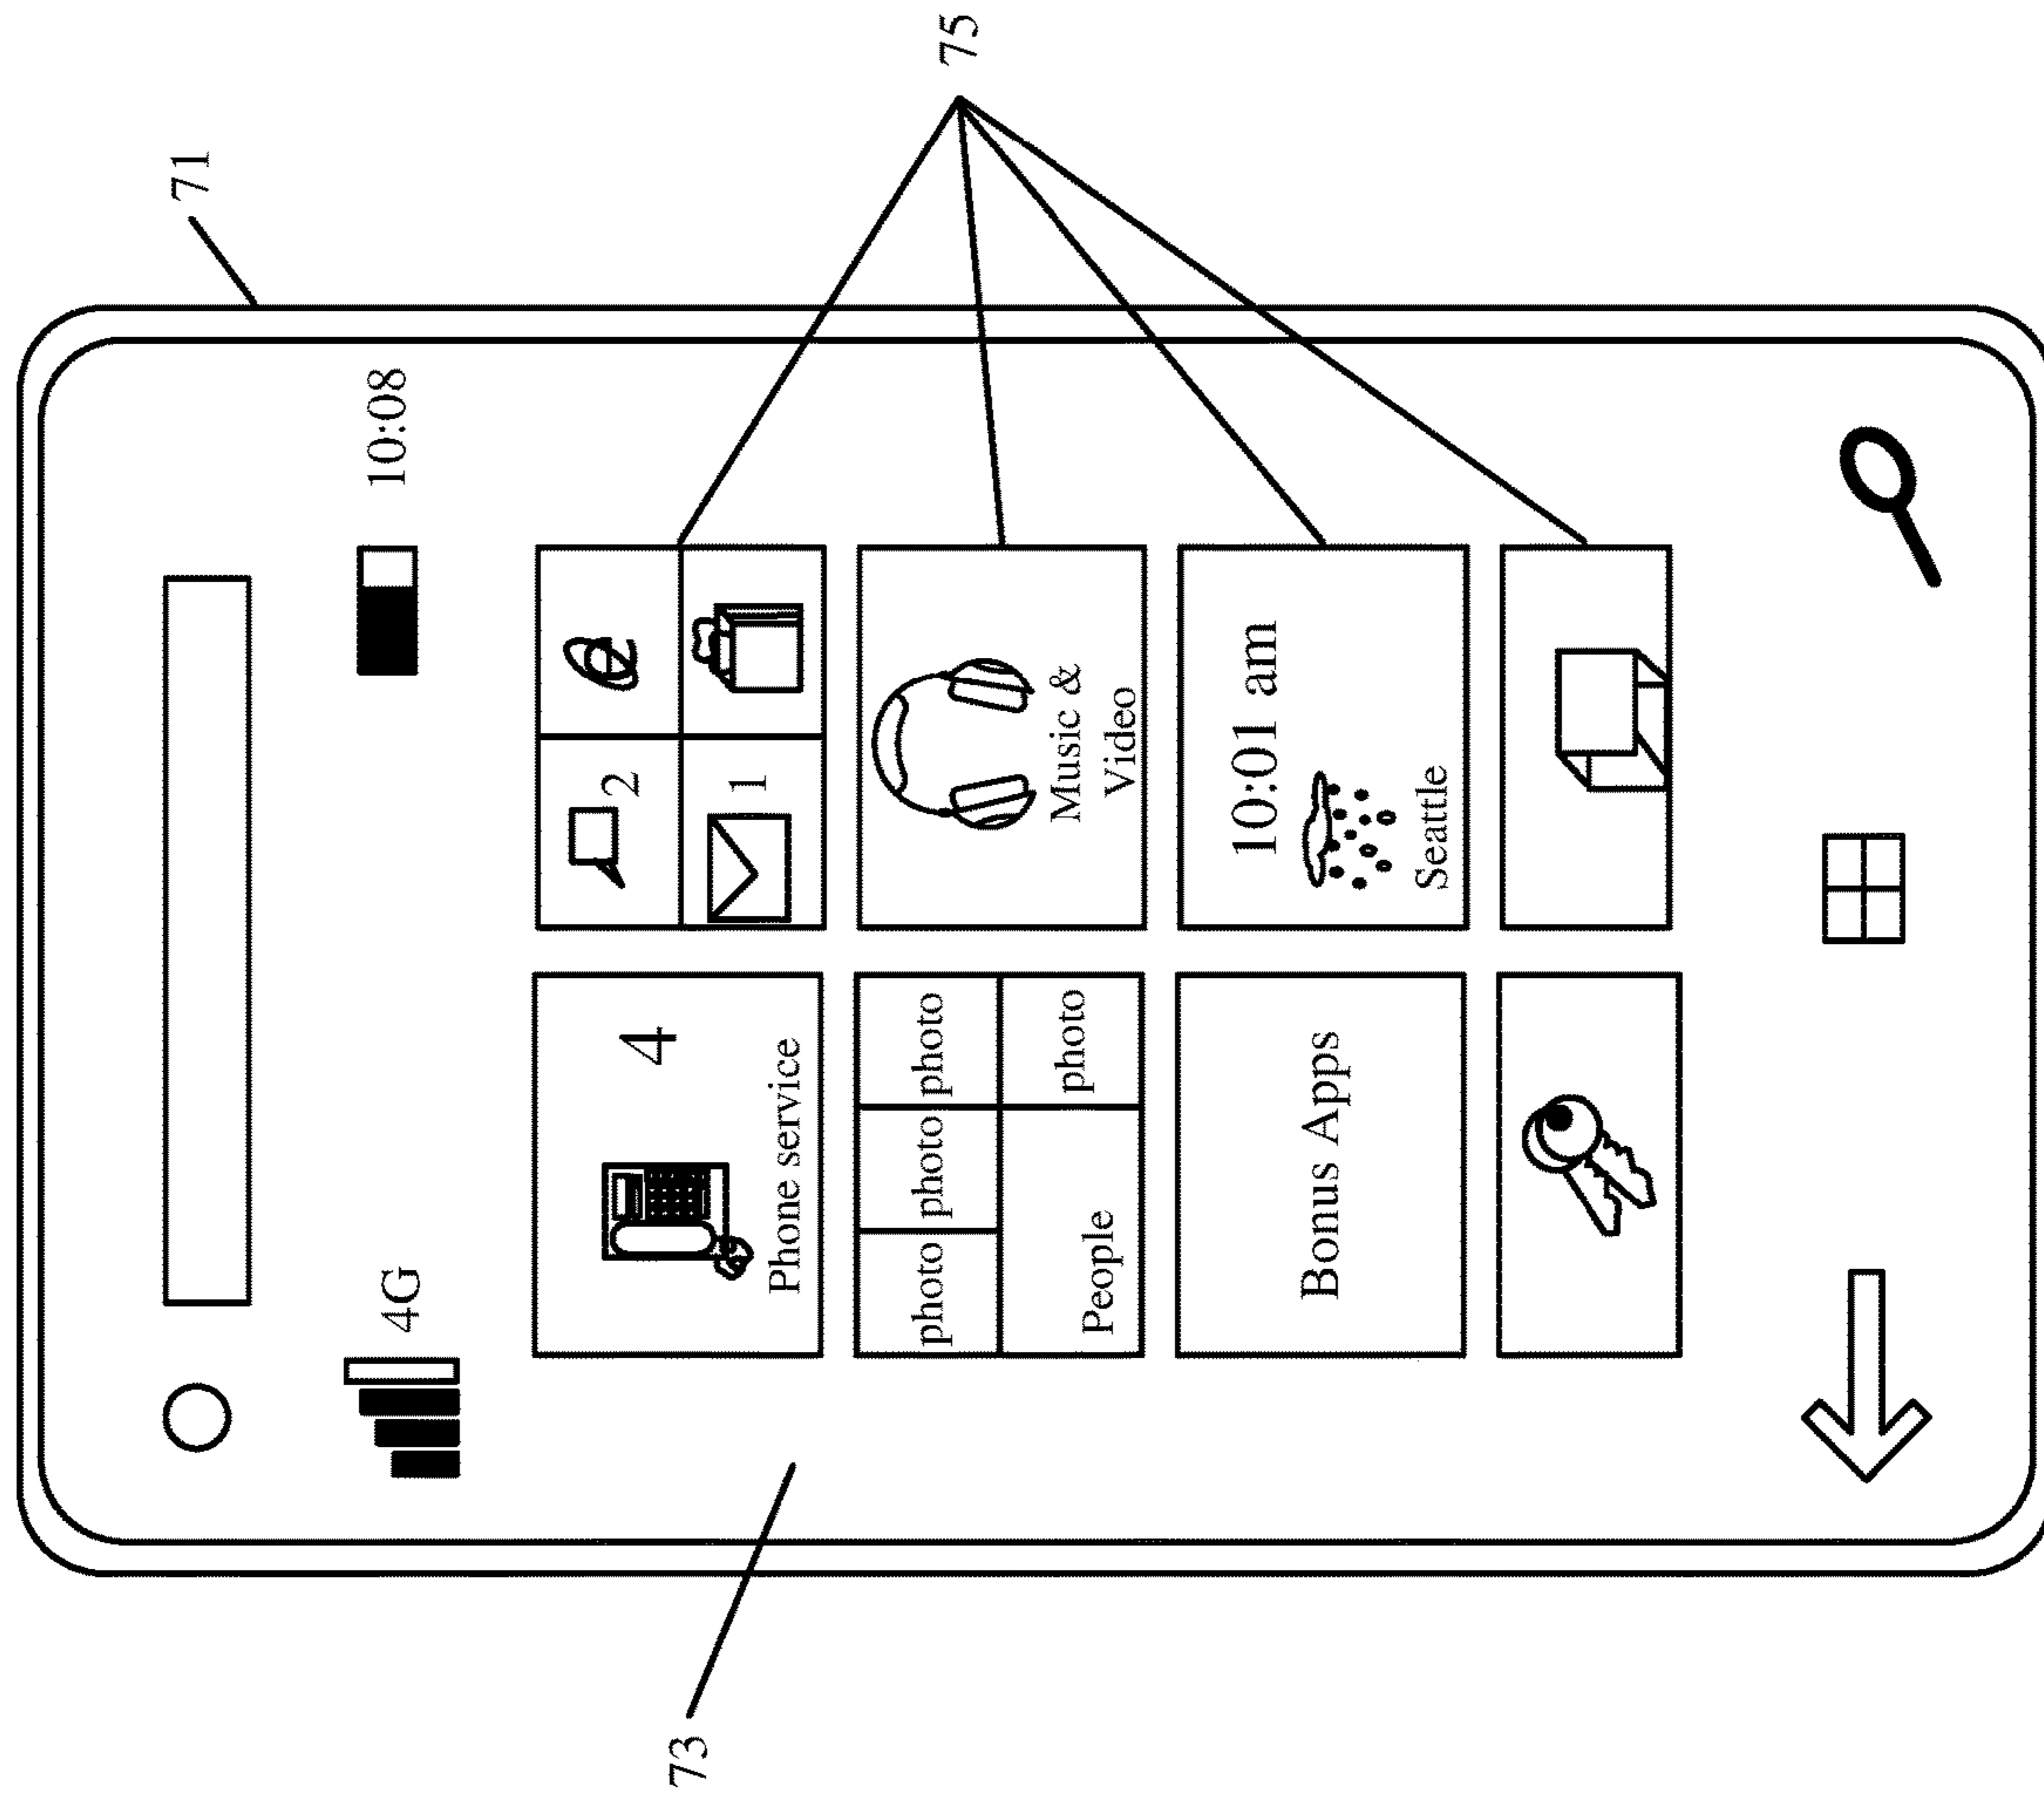 71
4G
10:08
4
Phone service
2
1
photo photo photo
People
photo
Music &
Video
75
73
Bonus Apps
10:01 am
Seattle